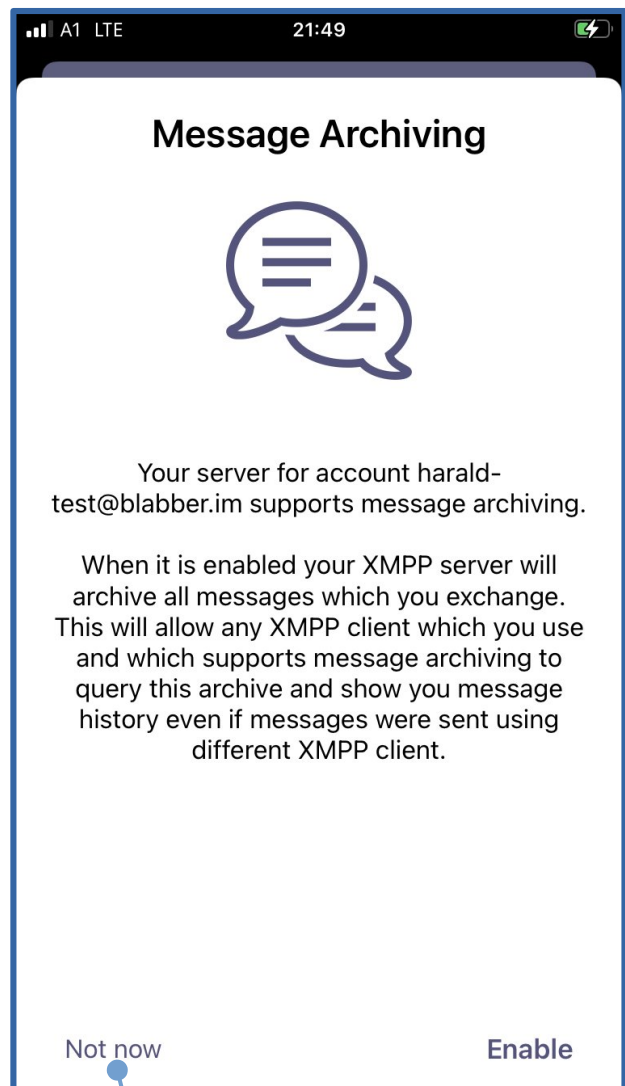 A1 LTE 21:49
Message Archiving
Your server for account harald-
test@blabber.im supports message archiving.
When it is enabled your XMPP server will
archive all messages which you exchange.
This will allow any XMPP client which you use
and which supports message archiving to
query this archive and show you message
history even if messages were sent using
different XMPP client.
Not now Enable